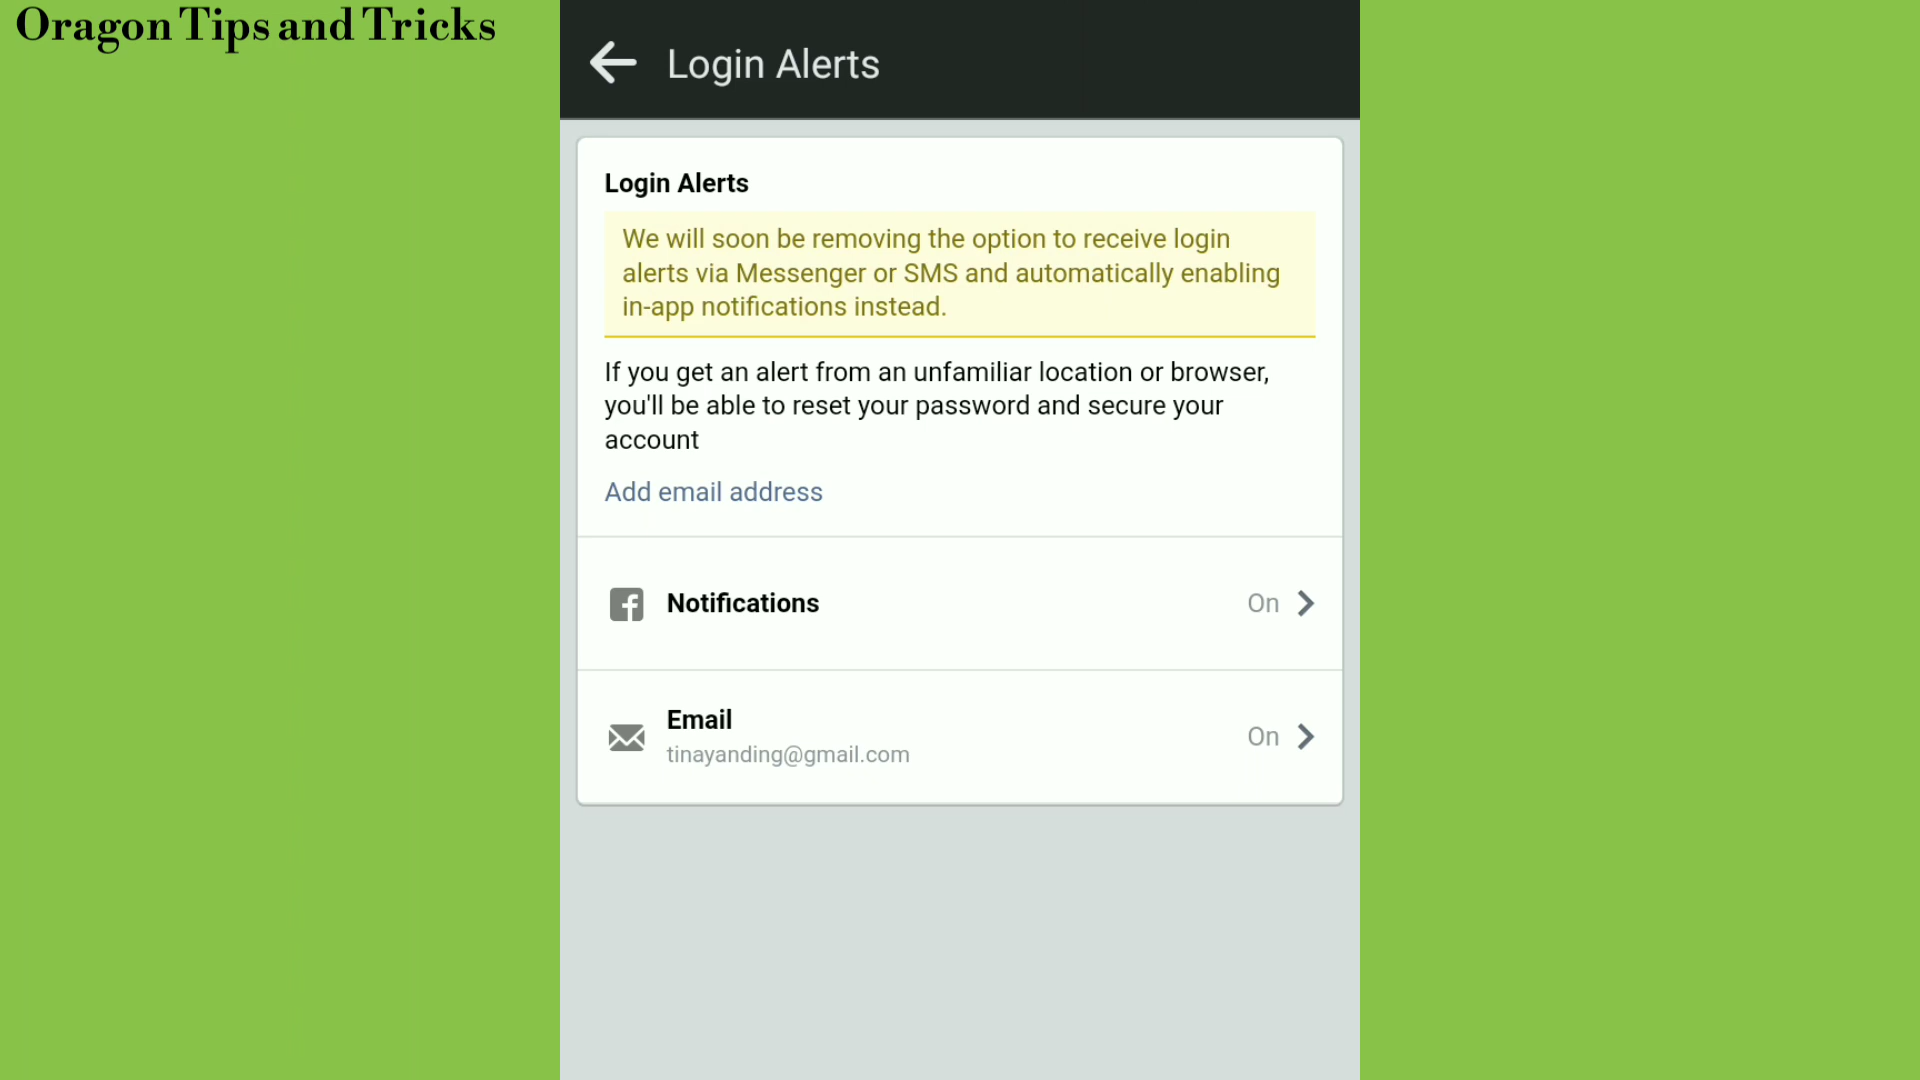 Oragon Tips and Tricks
Login Alerts
Login Alerts
We will soon be removing the option to receive login
alerts via Messenger or SMS and automatically enabling
in-app notifications instead.
If you get an alert from an unfamiliar location or browser,
you'll be able to reset your password and secure your
account
Add email address
Notifications
On
Email
tinayanding@gmail.com
On